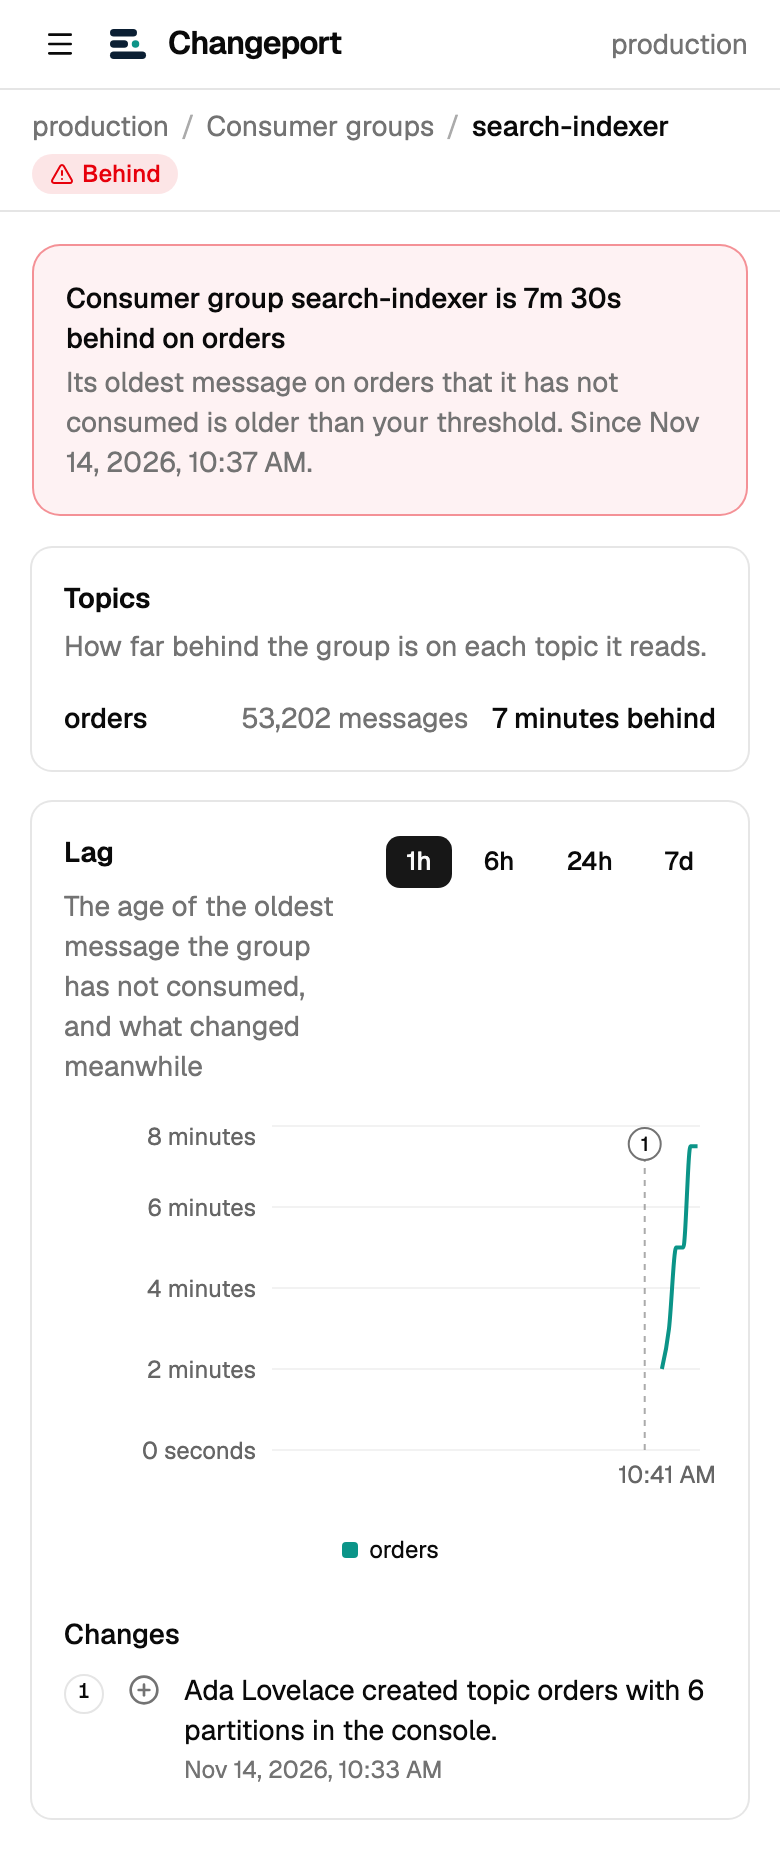 Changeport
production
production / Consumer groups / search-indexer
Behind
Consumer group search-indexer is 7m 30s
behind on orders
Its oldest message on orders that it has not
consumed is older than your threshold. Since Nov
14, 2026, 10:37 AM.
Topics
How far behind the group is on each topic it reads.
orders 53,202 messages 7 minutes behind
Lag
1h 6h 24h 7d
The age of the oldest
message the group
has not consumed,
and what changed
meanwhile
8 minutes
1
6 minutes
4 minutes
2 minutes
0 seconds
10:41 AM
orders
Changes
1 Ada Lovelace created topic orders with 6
partitions in the console.
Nov 14, 2026, 10:33 AM